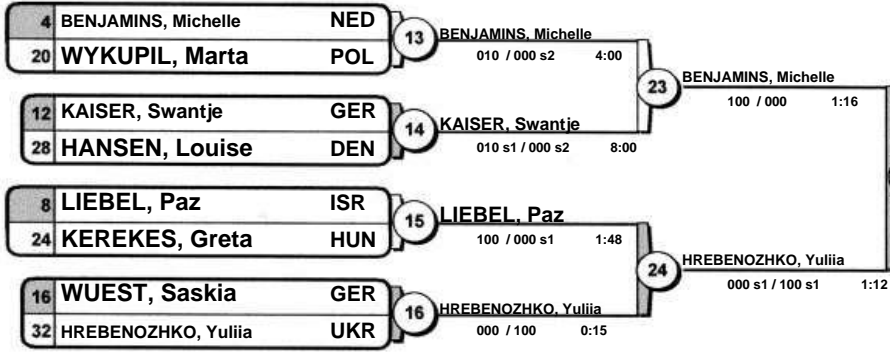 4 BENJAMINS, Michelle NED
20 WYKUPIL, Marta POL
13
BENJAMINS, Michelle
010 / 000 s2 4:00
12 KAISER, Swantje GER
28 HANSEN, Louise DEN
14
KAISER, Swantje
010 s1 / 000 s2 8:00
23
BENJAMINS, Michelle
100 / 000 1:16
8 LIEBEL, Paz ISR
24 KEREKES, Greta HUN
15
LIEBEL, Paz
100 / 000 s1 1:48
16 WUEST, Saskia GER
32 HREBENOZHKO, Yuliia UKR
16
HREBENOZHKO, Yuliia
000 / 100 0:15
24
HREBENOZHKO, Yuliia
000 s1 / 100 s1 1:12